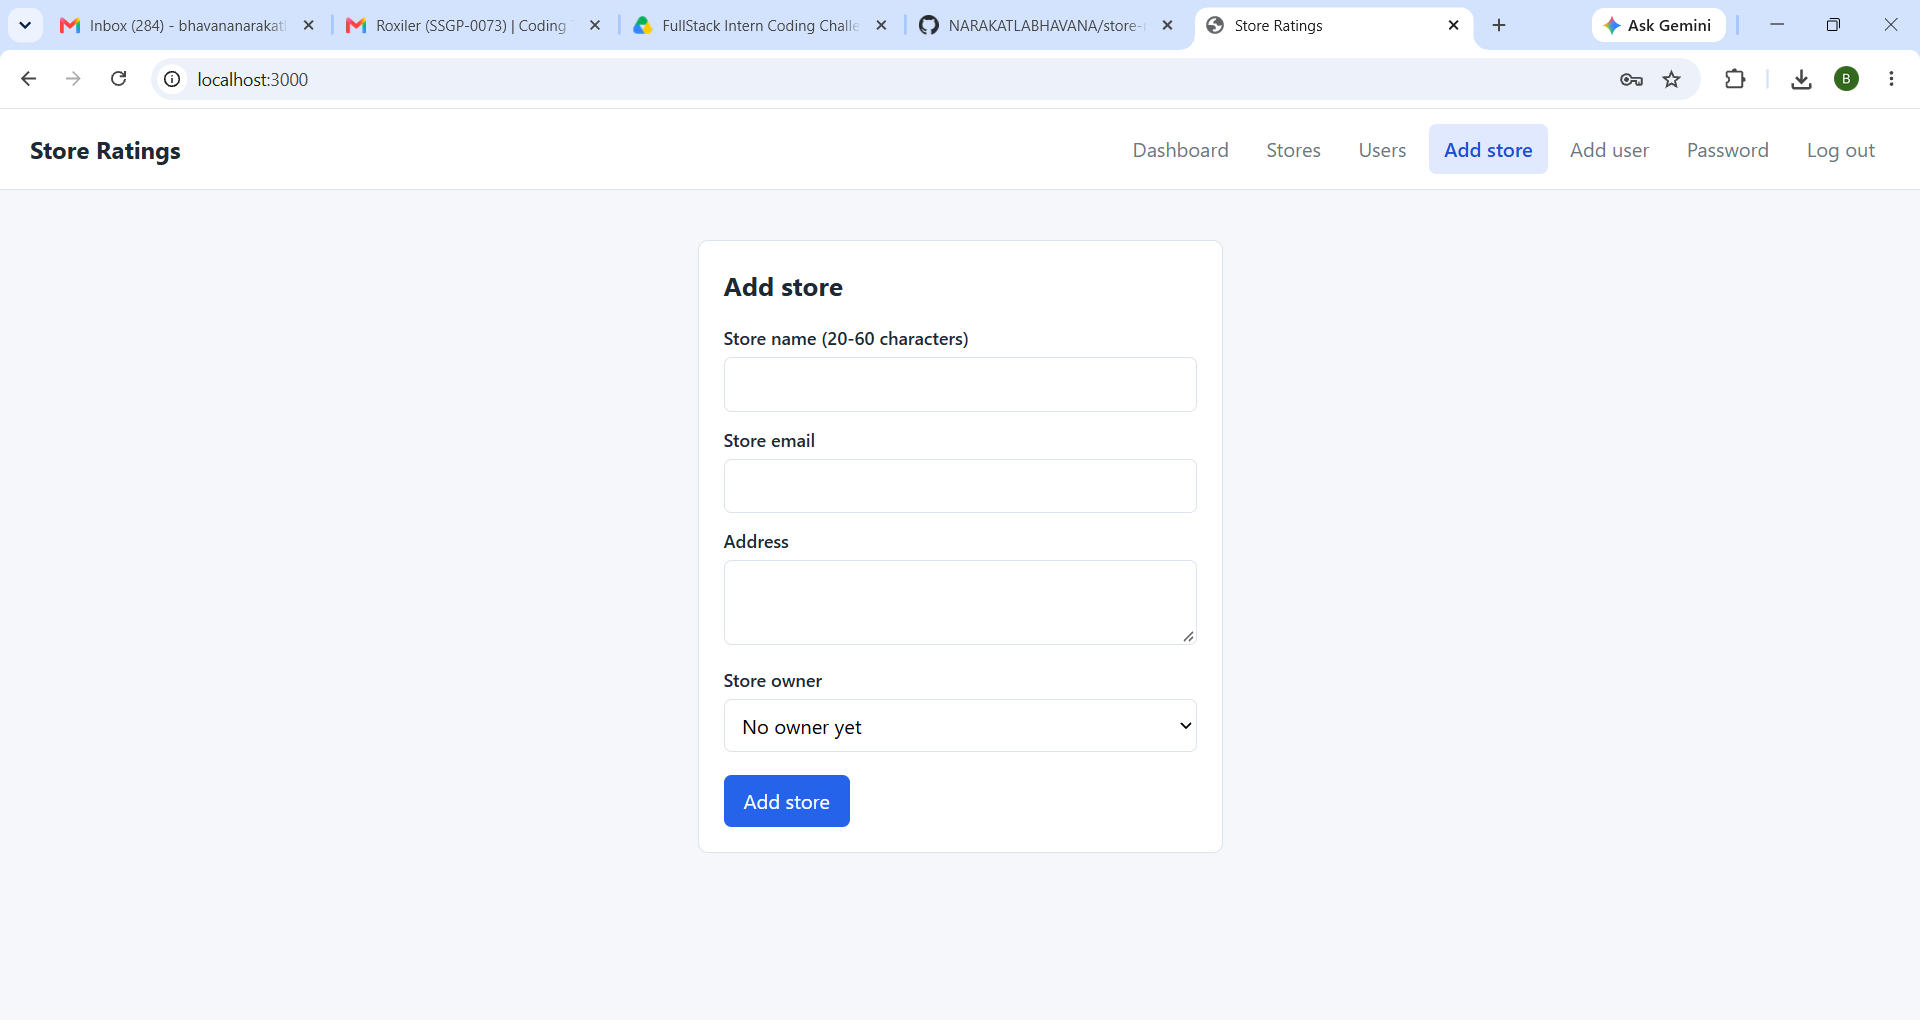 Inbox (284) - bhavananarakatl
Roxiler (SSGP-0073) | Coding
FullStack Intern Coding Challe
NARAKATLABHAVANA/store-
Store Ratings
Ask Gemini
localhost:3000
B
Store Ratings
Dashboard
Stores
Users
Add store
Add user
Password
Log out
Add store
Store name (20-60 characters)
Store email
Address
Store owner
No owner yet
Add store